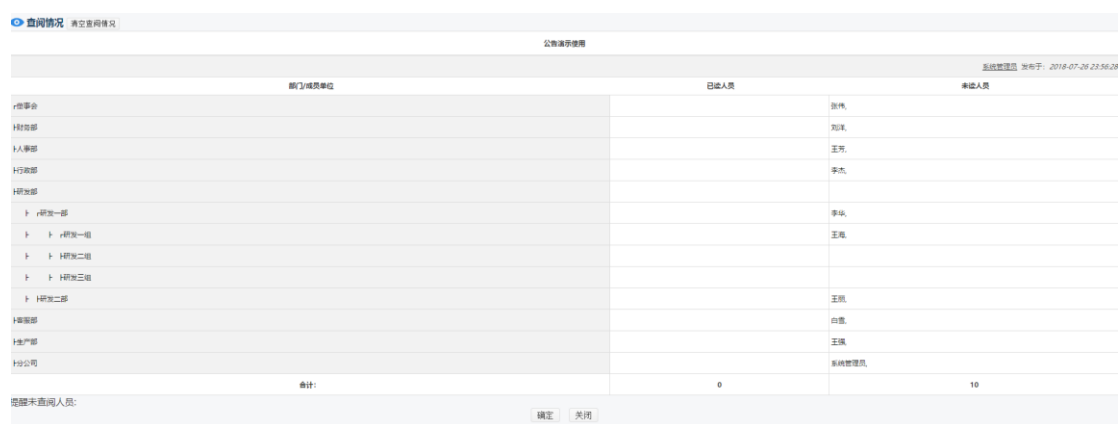 查阅情况 清空查阅情况
公告演示使用
系统管理员 发布于：2018-07-26 23:56:28
部门/成员单位 已读人员 未读人员
┌做事会 张伟,
├财务部 刘洋,
├人事部 王芳,
├行政部 李杰,
├研发部
├ ┌研发一部 李华,
├ ├ ┌研发一组 王海,
├ ├ ├研发二组
├ ├ ├研发三组
├ ├研发二部 王丽,
├客服部 白雪,
├生产部 王强,
├分公司 系统管理员,
合计： 0 10
提醒未查阅人员:
确定 关闭